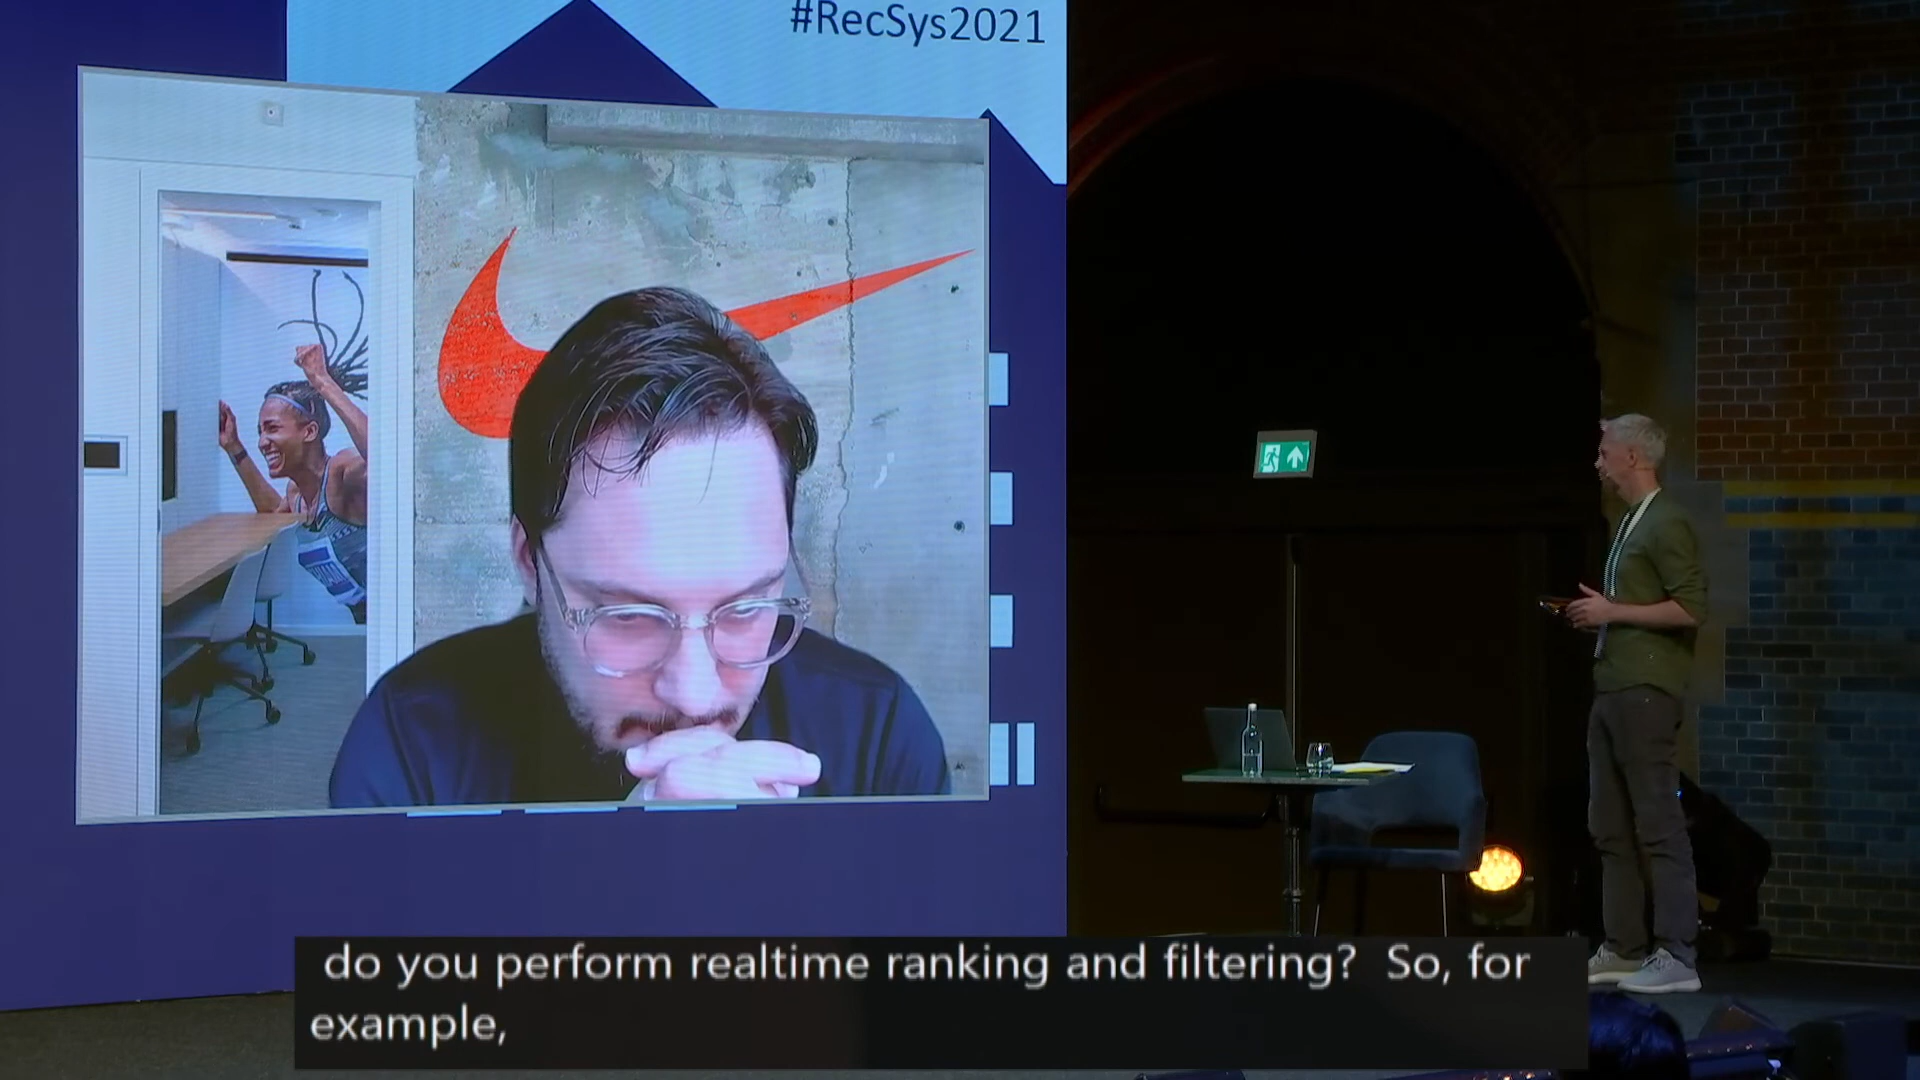 #RecSys2021
do you perform realtime ranking and filtering?  So, for
example,